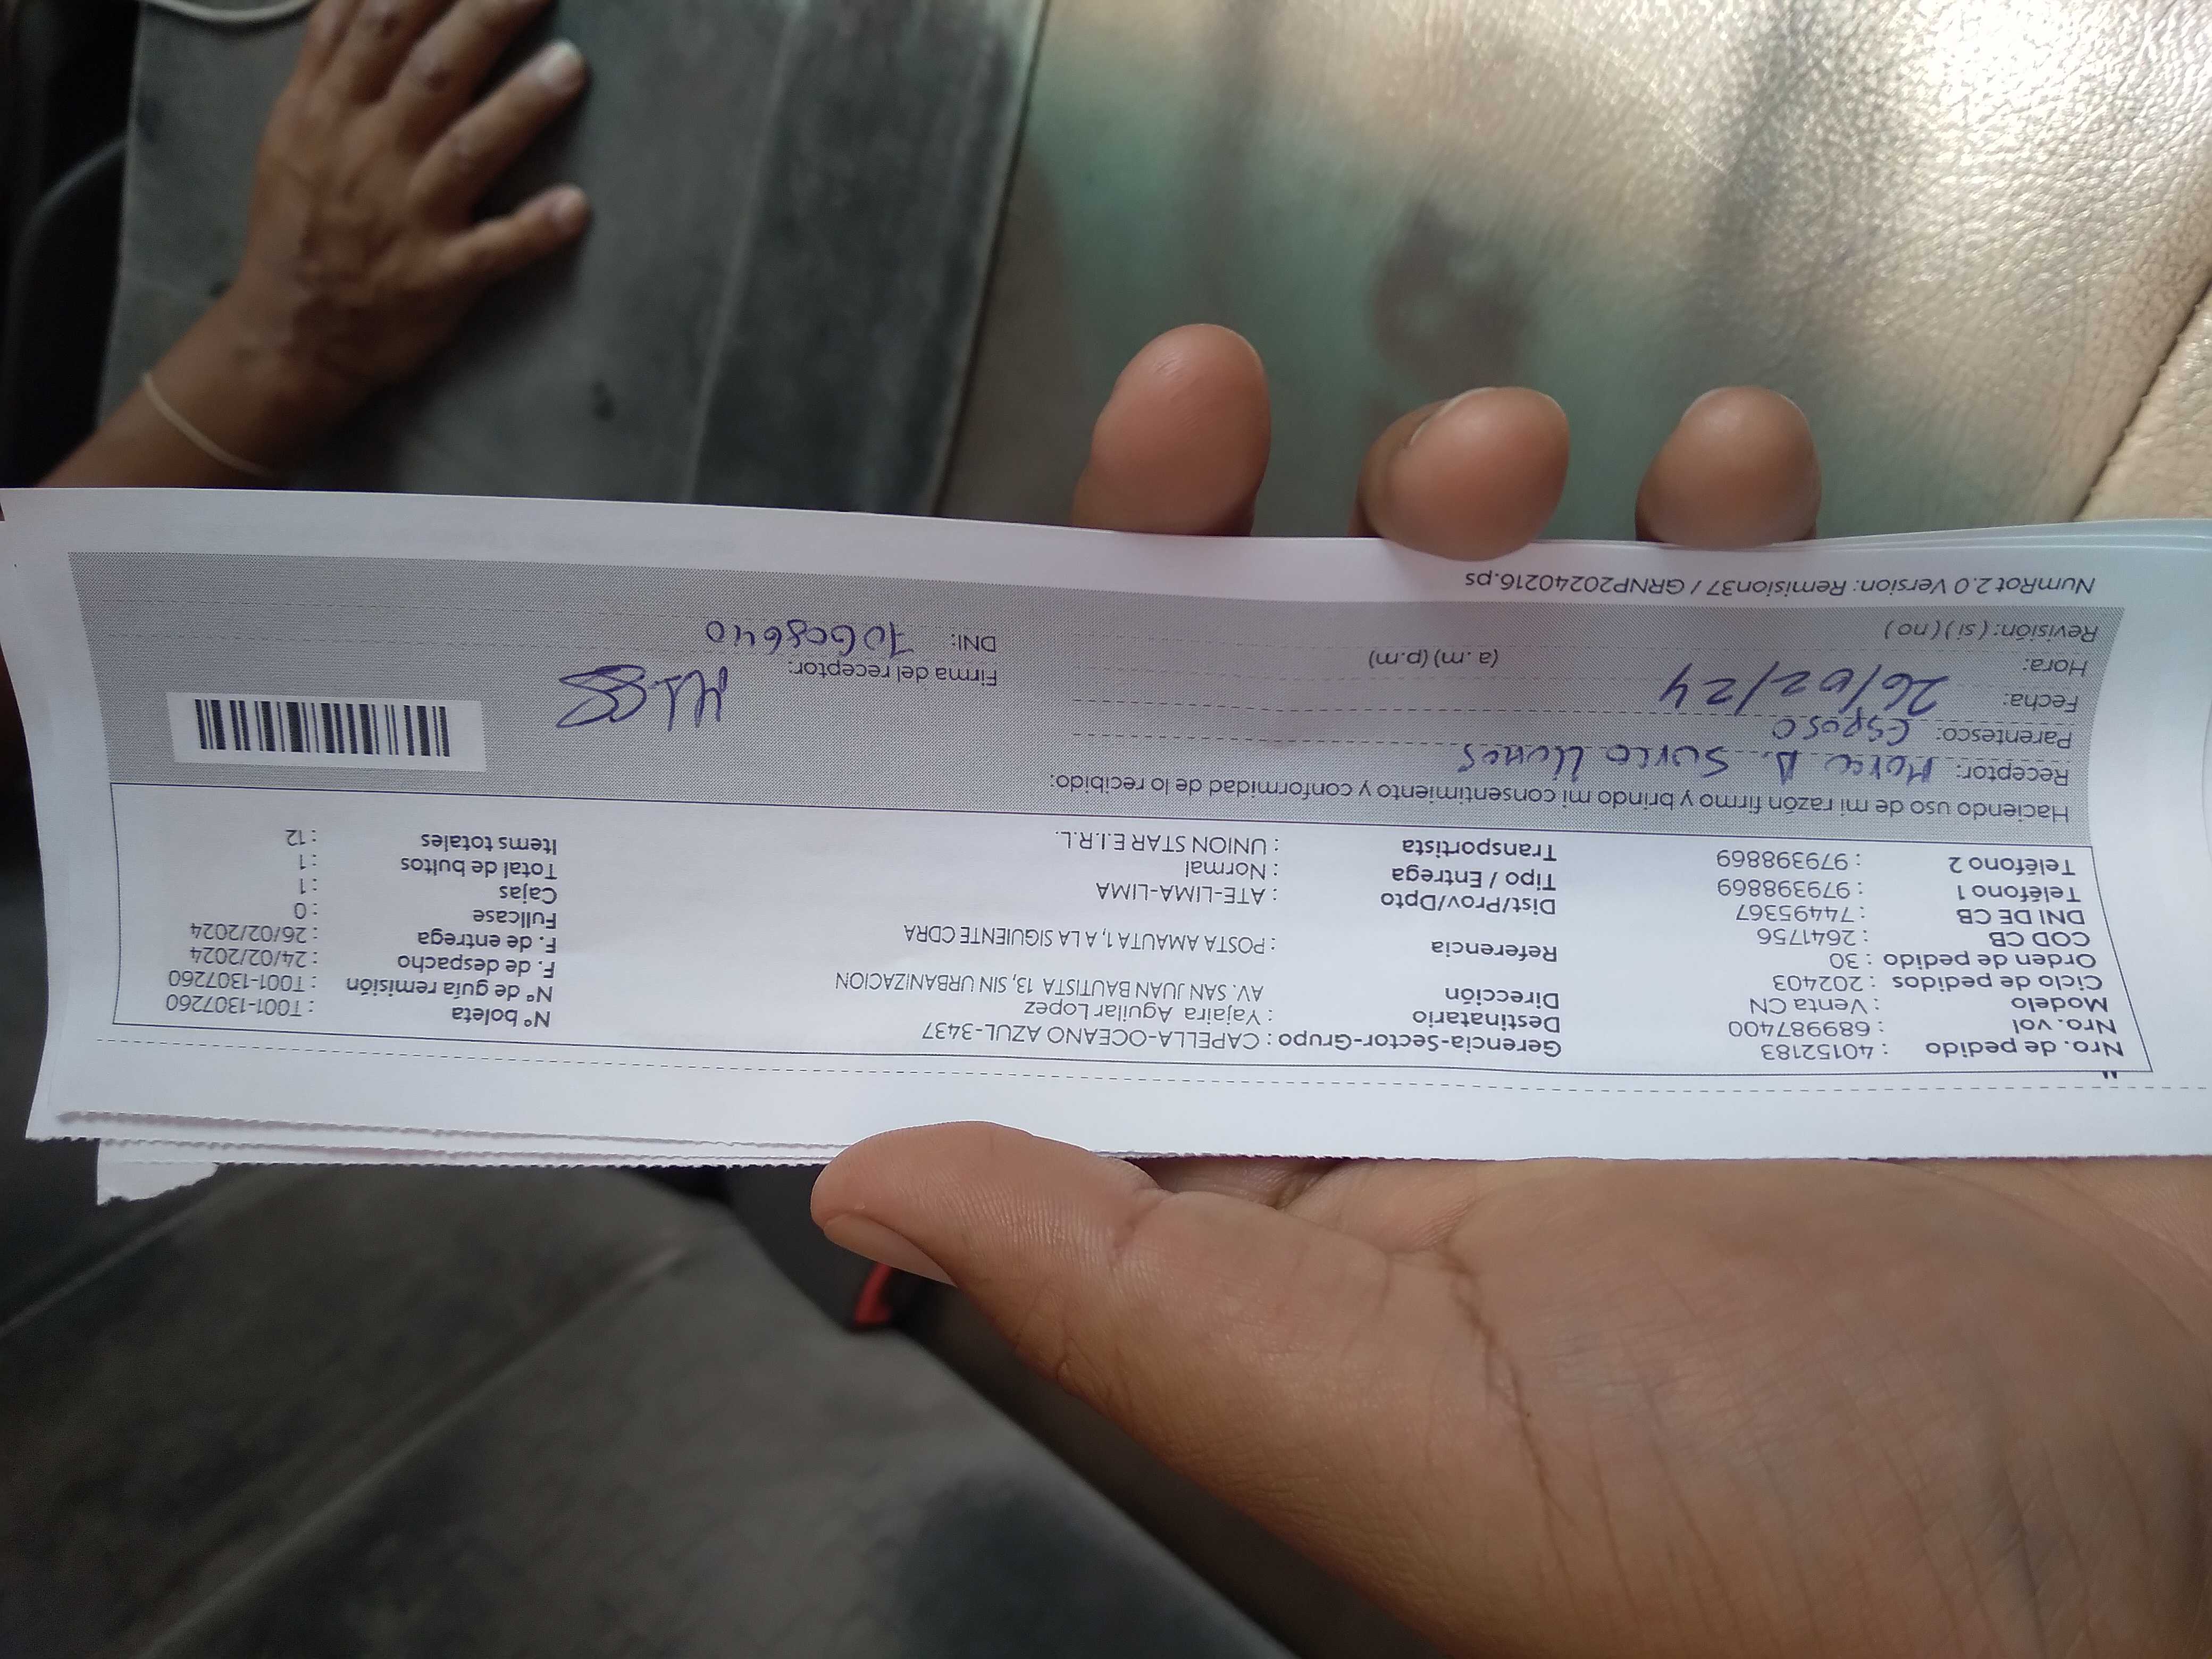 Nro. de pedido : 40152183
Nro. vol : 689987400
Modelo : Venta CN
Ciclo de pedidos : 202403
Orden de pedido : 30
COD CB : 2641756
DNI DE CB : 74495367
Teléfono 1 : 979398869
Teléfono 2 : 979398869
Gerencia-Sector-Grupo : CAPELLA-OCEANO AZUL-3437
Destinatario : Yajaira Aguilar Lopez
Dirección AV. SAN JUAN BAUTISTA 13, SIN URBANIZACION
Referencia : POSTA AMAUTA 1, A LA SIGUIENTE CDRA
Dist/Prov/Dpto : ATE-LIMA-LIMA
Tipo / Entrega : Normal
Transportista : UNION STAR E.I.R.L.
N° boleta : T001-1307260
N° de guía remisión : T001-1307260
F. de despacho : 24/02/2024
F. de entrega : 26/02/2024
Fullcase : 0
Cajas : 1
Total de bultos : 1
Items totales : 12
Haciendo uso de mi razón firmo y brindo mi consentimiento y conformidad de lo recibido:
Receptor:
Parentesco: Esposo
Fecha: 26/02/24
Hora: (a.m) (p.m)
Revisión: (si) (no)
Firma del receptor:
DNI:
NumRot 2.0 Version: Remision37 / GRNP20240216.ps